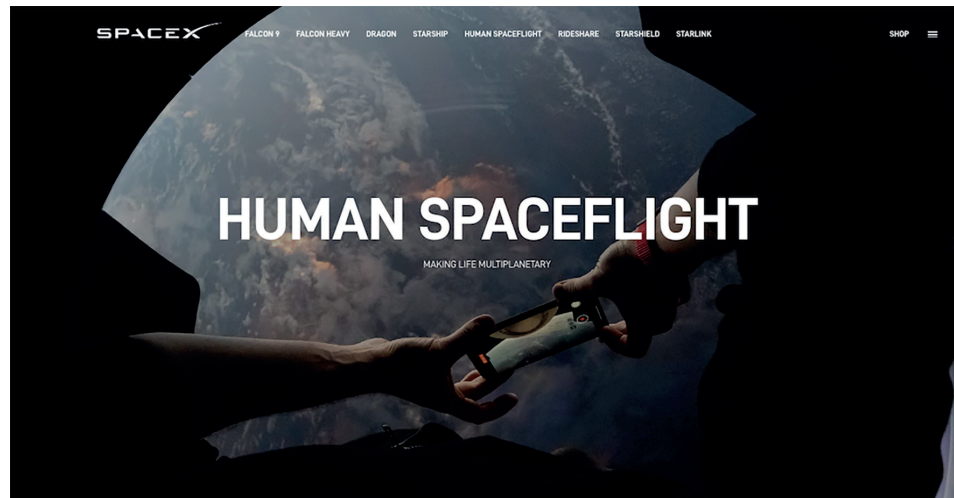 SPACEX FALCON 9 FALCON HEAVY DRAGON STARSHIP HUMAN SPACEFLIGHT RIDESHARE STARSHIELD STARLINK SHOP
HUMAN SPACEFLIGHT
MAKING LIFE MULTIPLANETARY